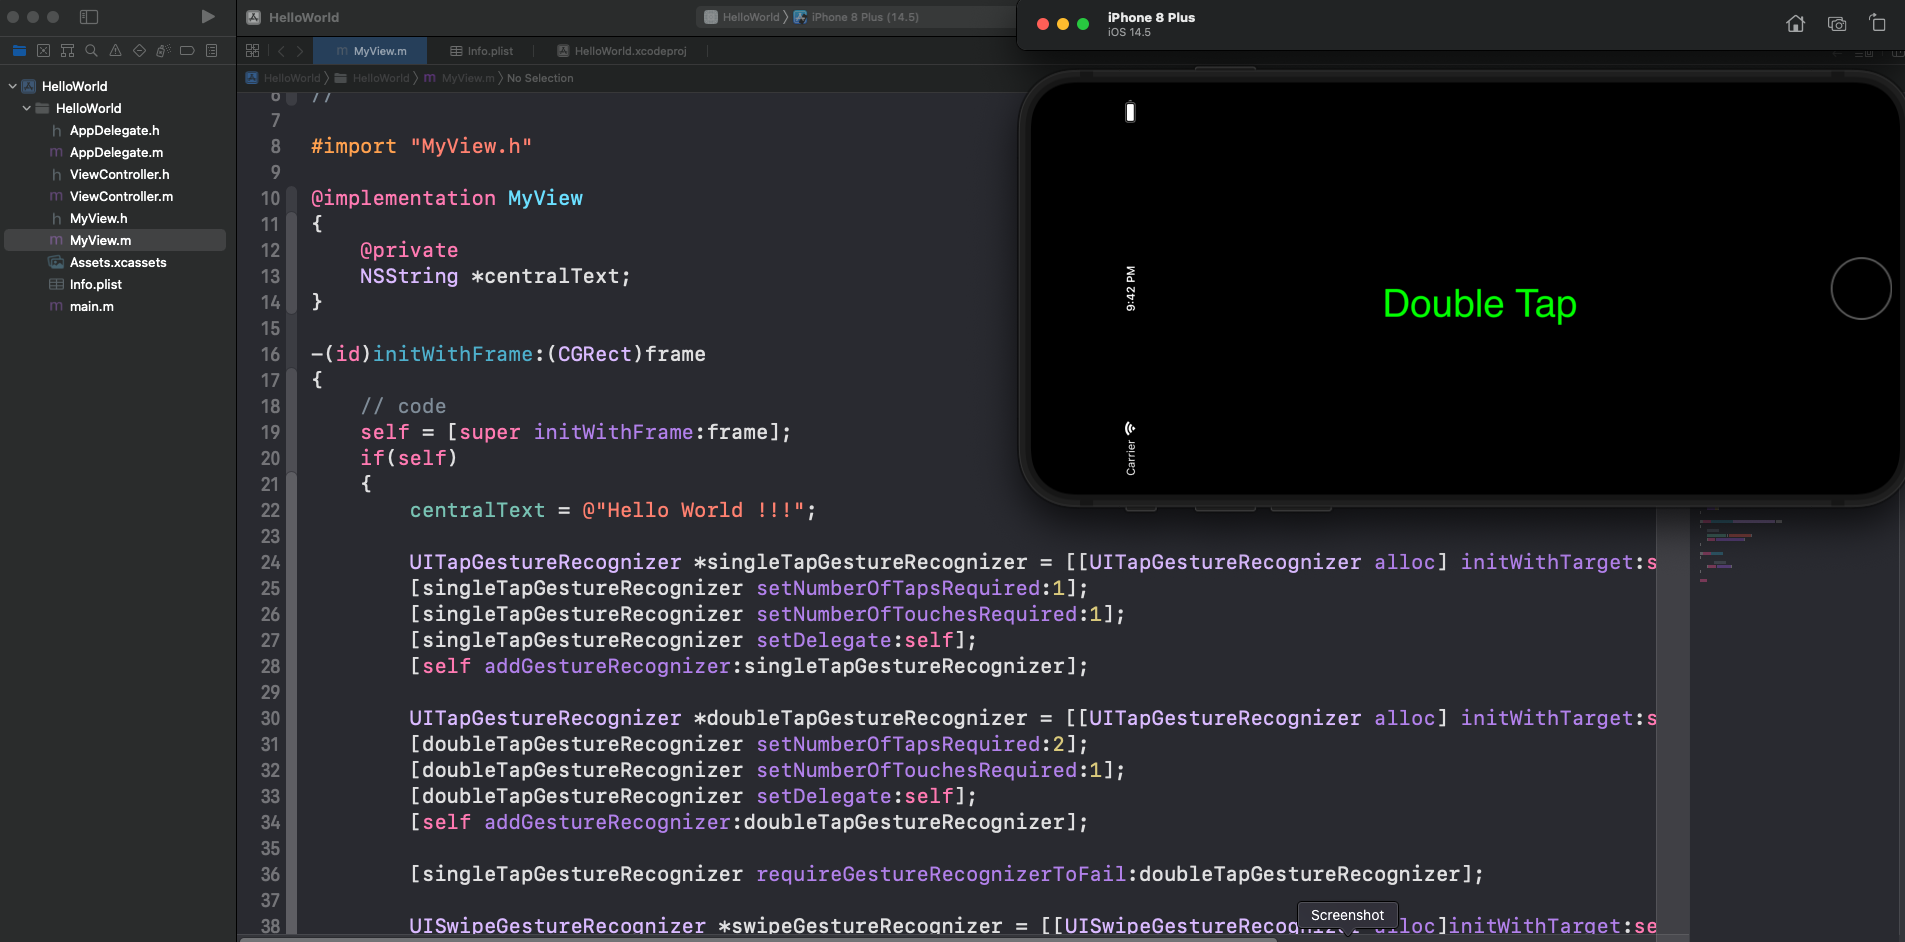 HelloWorld
HelloWorld
iPhone 8 Plus (14.5)
MyView.m
Info.plist
HelloWorld.xcodeproj
HelloWorld
HelloWorld
MyView.m
No Selection
HelloWorld
HelloWorld
h AppDelegate.h
m AppDelegate.m
h ViewController.h
m ViewController.m
h MyView.h
m MyView.m
Assets.xcassets
Info.plist
m main.m
6 //
7
8 #import "MyView.h"
9
10 @implementation MyView
11 {
12 @private
13 NSString *centralText;
14 }
15
16 -(id)initWithFrame:(CGRect)frame
17 {
18 // code
19 self = [super initWithFrame:frame];
20 if(self)
21 {
22 centralText = @"Hello World !!!";
23
24 UITapGestureRecognizer *singleTapGestureRecognizer = [[UITapGestureRecognizer alloc] initWithTarget:s
25 [singleTapGestureRecognizer setNumberOfTapsRequired:1];
26 [singleTapGestureRecognizer setNumberOfTouchesRequired:1];
27 [singleTapGestureRecognizer setDelegate:self];
28 [self addGestureRecognizer:singleTapGestureRecognizer];
29
30 UITapGestureRecognizer *doubleTapGestureRecognizer = [[UITapGestureRecognizer alloc] initWithTarget:s
31 [doubleTapGestureRecognizer setNumberOfTapsRequired:2];
32 [doubleTapGestureRecognizer setNumberOfTouchesRequired:1];
33 [doubleTapGestureRecognizer setDelegate:self];
34 [self addGestureRecognizer:doubleTapGestureRecognizer];
35
36 [singleTapGestureRecognizer requireGestureRecognizerToFail:doubleTapGestureRecognizer];
37
38 UISwipeGestureRecognizer *swipeGestureRecognizer = [[UISwipeGestureRecogniz alloc]initWithTarget:se
Screenshot
iPhone 8 Plus
iOS 14.5
Carrier
9:42 PM
Double Tap